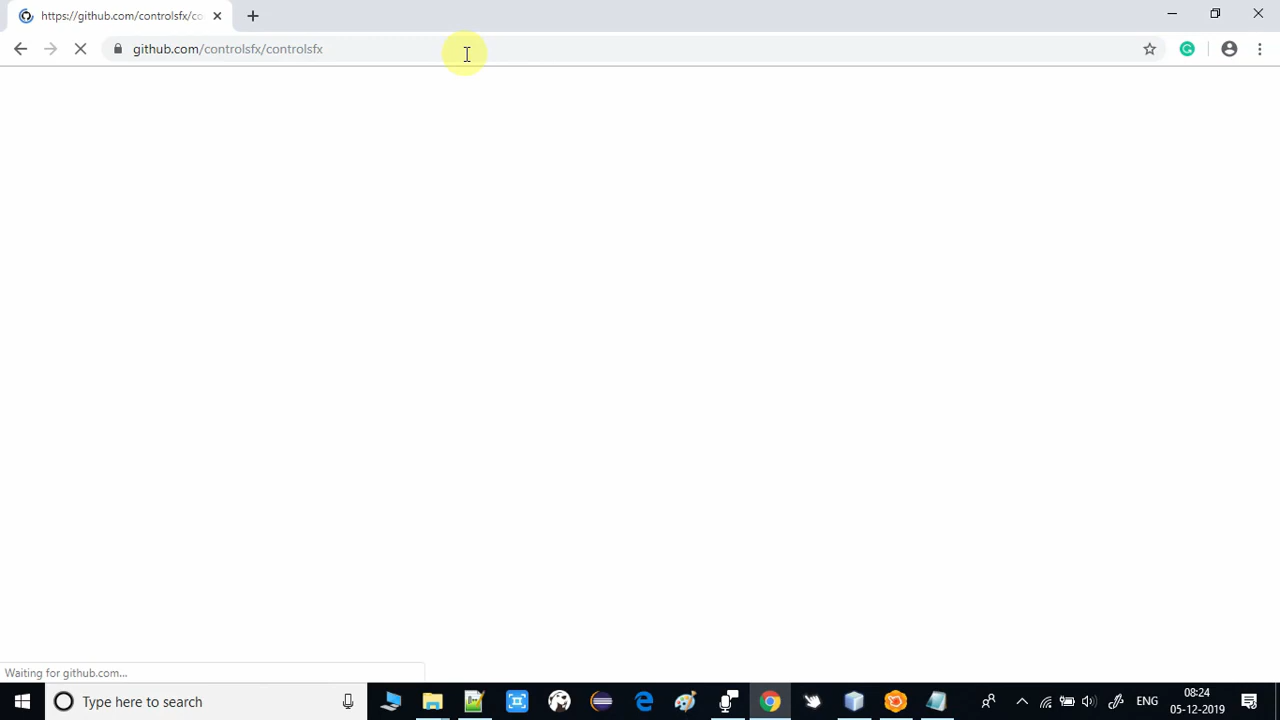 https://github.com/controlsfx/co
github.com/controlsfx/controlsfx
Waiting for github.com...
Type here to search
ENG
08:24
05-12-2019